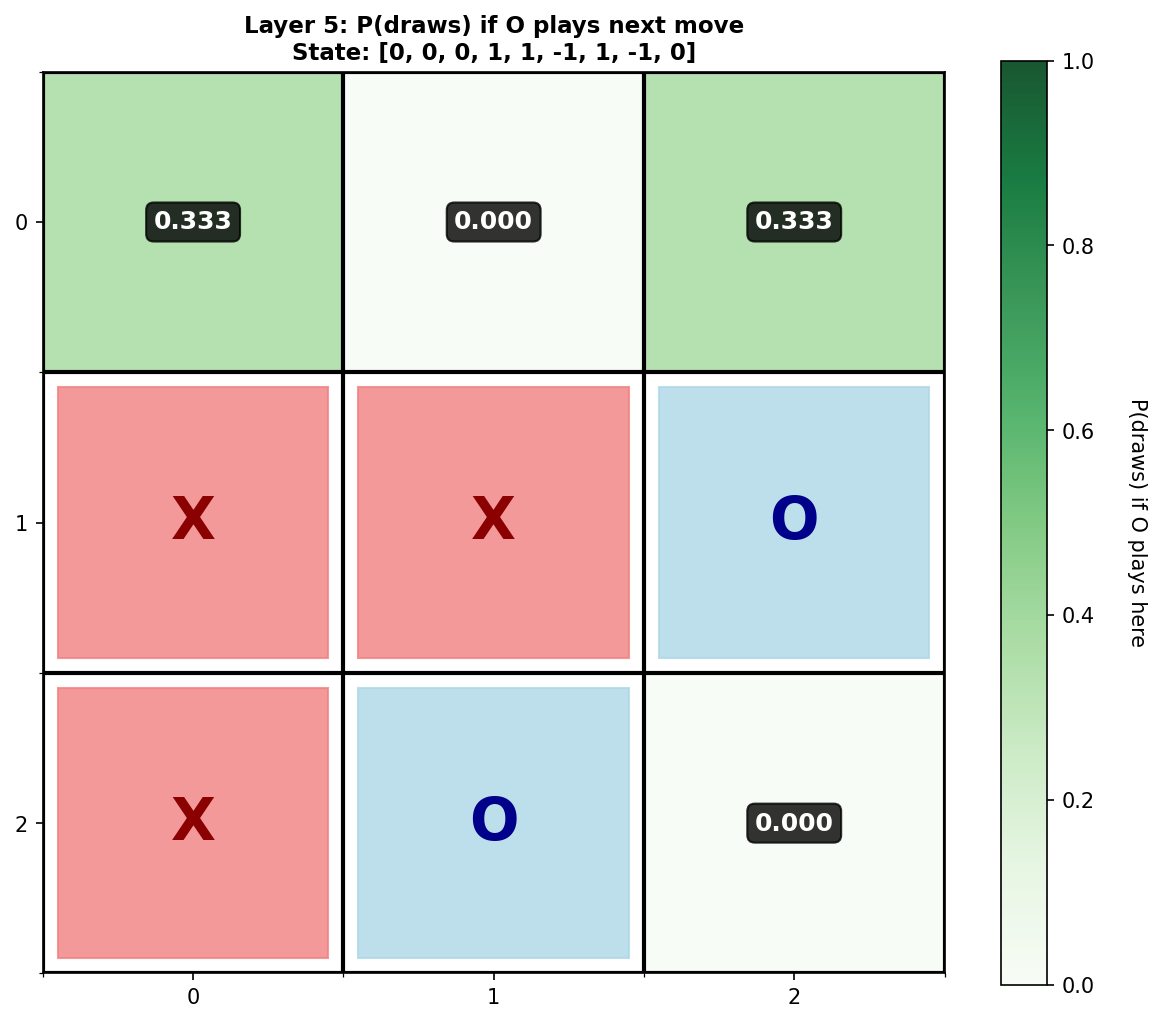 Layer 5: P(draws) if O plays next move
State: [0, 0, 0, 1, 1, -1, 1, -1, 0]
0.333 0.000 0.333
X X O
X O 0.000
0
1
2
0 1 2
1.0
0.8
0.6
0.4
0.2
0.0
P(draws) if O plays here